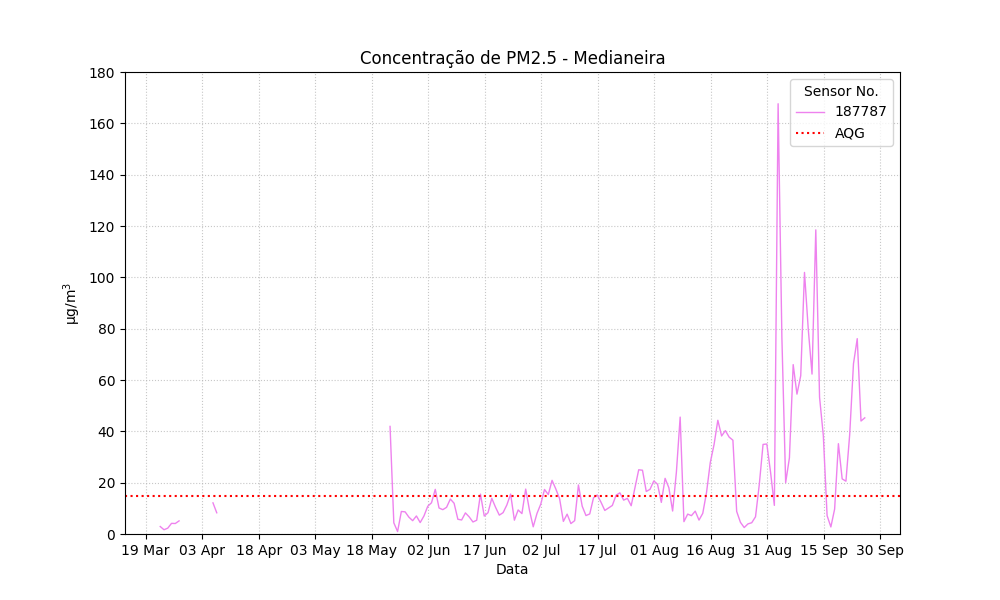 Concentração de PM2.5 - Medianeira
Sensor No.
187787
AQG
180
160
140
120
100
80
60
40
20
0
µg/m³
19 Mar 03 Apr 18 Apr 03 May 18 May 02 Jun 17 Jun 02 Jul 17 Jul 01 Aug 16 Aug 31 Aug 15 Sep 30 Sep
Data